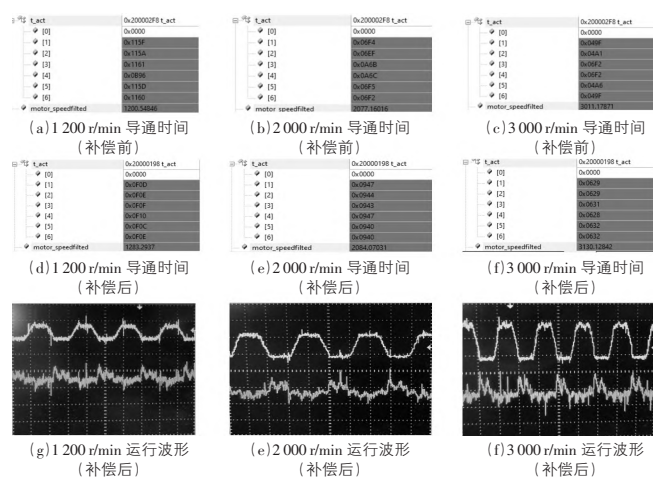 t_act 0x200002F8 t_act t_act 0x200002F8 t_act t_act 0x200002F8 t_act
[0] 0x0000 [0] 0x0000 [0] 0x0000
[1] 0x115F [1] 0x06F4 [1] 0x049F
[2] 0x115A [2] 0x06EF [2] 0x04A1
[3] 0x1161 [3] 0x0A6B [3] 0x06F2
[4] 0x0B96 [4] 0x0A6C [4] 0x06F2
[5] 0x115D [5] 0x06F5 [5] 0x04A6
[6] 0x1160 [6] 0x06F2 [6] 0x049F
motor_speedfilted 1200.54846 motor_speedfilted 2077.16016 motor_speedfilted 3011.17871
(a)1 200 r/min 导通时间 (b)2 000 r/min 导通时间 (c)3 000 r/min 导通时间
(补偿前) (补偿前) (补偿前)
t_act 0x20000198 t_act t_act 0x20000198 t_act t_act 0x20000198 t_act
[0] 0x0000 [0] 0x0000 [0] 0x0000
[1] 0x0F0D [1] 0x0947 [1] 0x0629
[2] 0x0F0E [2] 0x0944 [2] 0x0629
[3] 0x0F0F [3] 0x0943 [3] 0x0631
[4] 0x0F10 [4] 0x0947 [4] 0x0628
[5] 0x0F0C [5] 0x0940 [5] 0x0632
[6] 0x0F0E [6] 0x0940 [6] 0x0632
motor_speedfilted 1283.2937 motor_speedfilted 2084.07031 motor_speedfilted 3130.12842
(d)1 200 r/min 导通时间 (e)2 000 r/min 导通时间 (f)3 000 r/min 导通时间
(补偿后) (补偿后) (补偿后)
(g)1 200 r/min 运行波形 (e)2 000 r/min 运行波形 (f)3 000 r/min 运行波形
(补偿后) (补偿后) (补偿后)